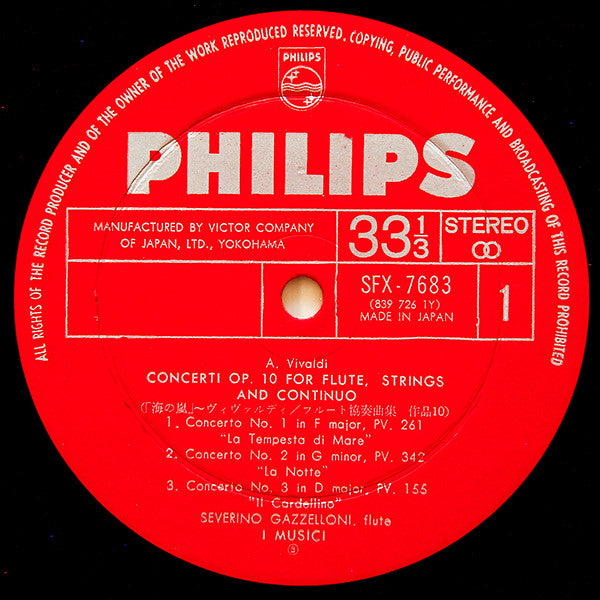 ALL RIGHTS OF THE RECORD PRODUCER AND OF THE OWNER OF THE WORK REPRODUCED RESERVED. COPYING, PUBLIC PERFORMANCE AND BROADCASTING OF THIS RECORD PROHIBITED
PHILIPS
PHILIPS
MANUFACTURED BY VICTOR COMPANY
OF JAPAN, LTD., YOKOHAMA
33 1/3
STEREO
SFX-7683
(839 726 1Y)
MADE IN JAPAN
1
A. Vivaldi
CONCERTI OP. 10 FOR FLUTE, STRINGS
AND CONTINUO
(「海の嵐」〜ヴィヴァルディ/フルート協奏曲集 作品10)
1. Concerto No. 1 in F major, PV. 261
"La Tempesta di Mare"
2. Concerto No. 2 in G minor, PV. 342
"La Notte"
3. Concerto No. 3 in D major, PV. 155
"Il Cardellino"
SEVERINO GAZZELLONI, flute
I MUSICI